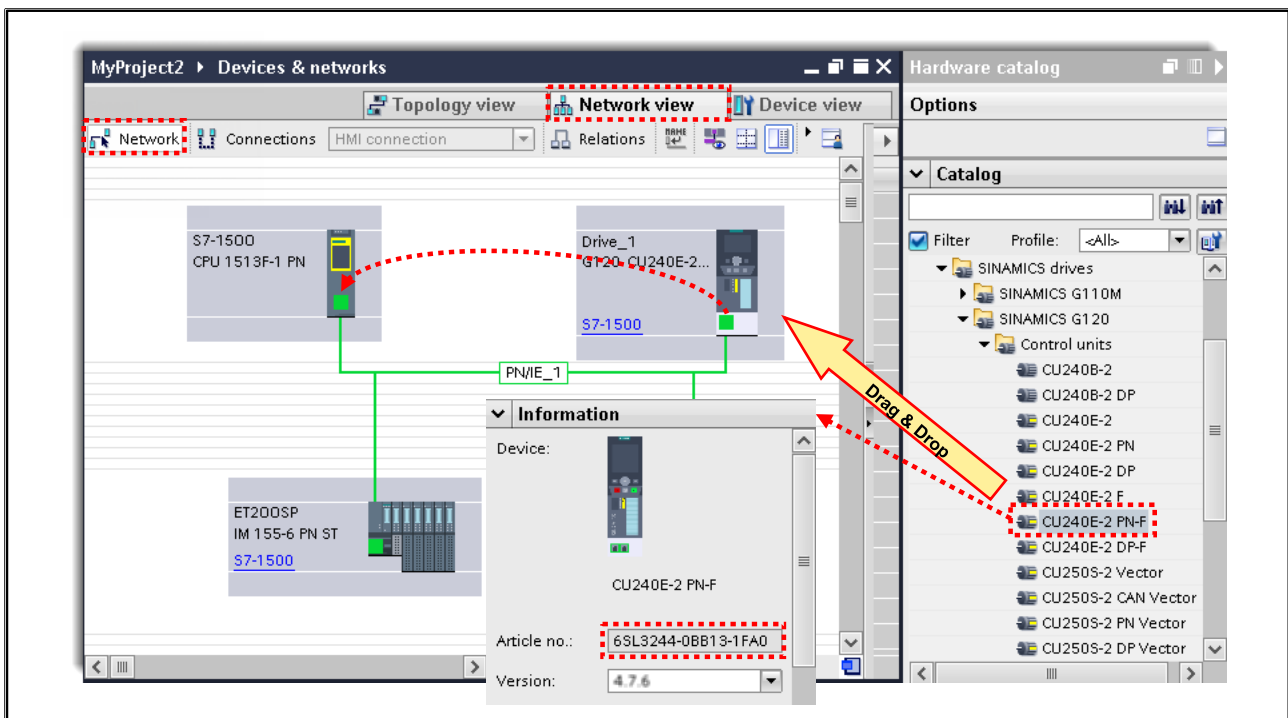 MyProject2 ▸ Devices & networks
Topology view
Network view
Device view
Network
Connections
HMI connection
Relations
S7-1500
CPU 1513F-1 PN
Drive_1
G120 CU240E-2...
S7-1500
PN/IE_1
ET200SP
IM 155-6 PN ST
S7-1500
Information
Device:
CU240E-2 PN-F
Article no.:
6SL3244-0BB13-1FA0
Version:
4.7.6
Drag & Drop
Hardware catalog
Options
Catalog
Filter
Profile:
<All>
SINAMICS drives
SINAMICS G110M
SINAMICS G120
Control units
CU240B-2
CU240B-2 DP
CU240E-2
CU240E-2 PN
CU240E-2 DP
CU240E-2 F
CU240E-2 PN-F
CU240E-2 DP-F
CU250S-2 Vector
CU250S-2 CAN Vector
CU250S-2 PN Vector
CU250S-2 DP Vector